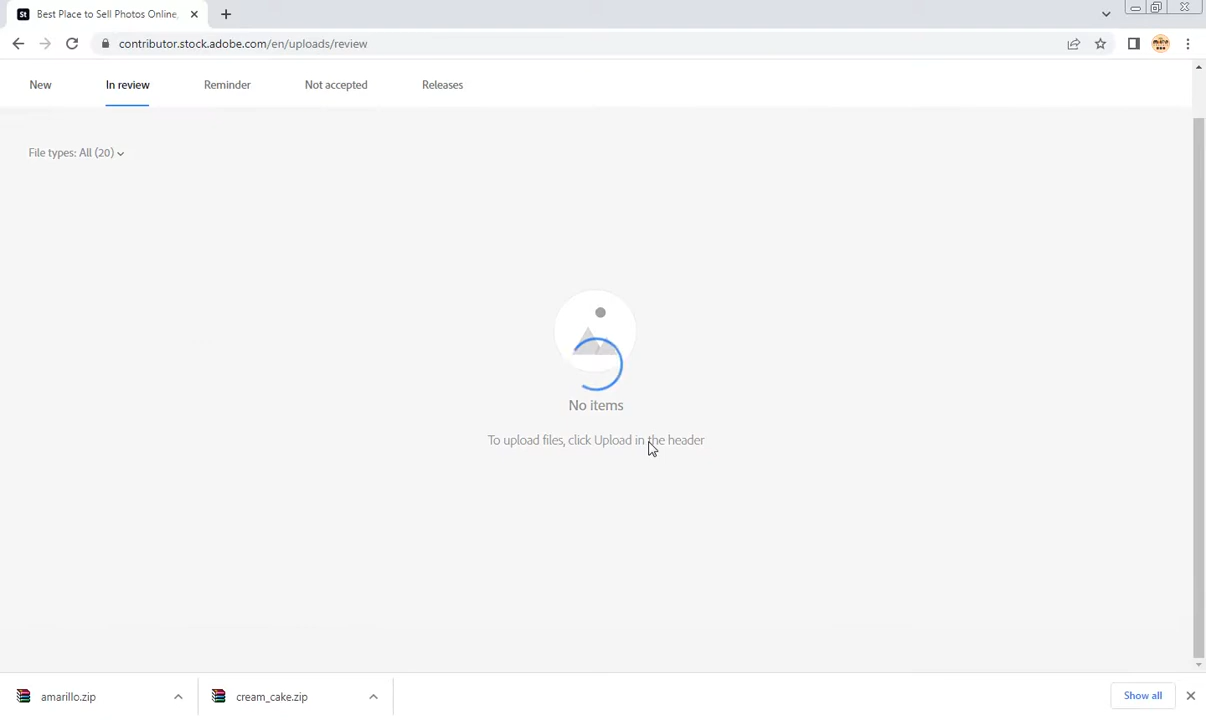 St Best Place to Sell Photos Online,
contributor.stock.adobe.com/en/uploads/review
New In review Reminder Not accepted Releases
File types: All (20)
No items
To upload files, click Upload in the header
amarillo.zip cream_cake.zip Show all